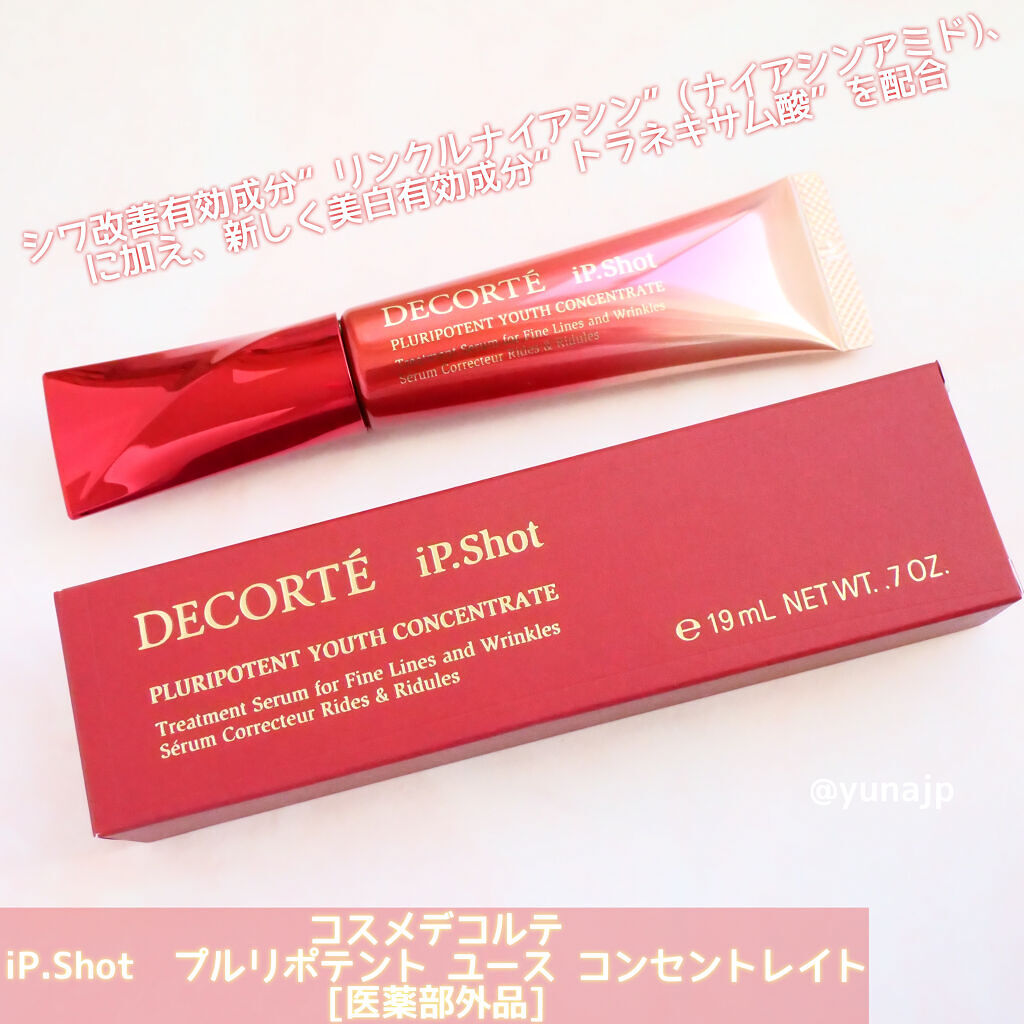 シワ改善有効成分“リンクルナイアシン”(ナイアシンアミド)、
に加え、新しく美白有効成分“トラネキサム酸”を配合
DECORTÉ iP.Shot
PLURIPOTENT YOUTH CONCENTRATE
Treatment Serum for Fine Lines and Wrinkles
Sérum Correcteur Rides & Ridules
DECORTÉ iP.Shot
PLURIPOTENT YOUTH CONCENTRATE
Treatment Serum for Fine Lines and Wrinkles
Sérum Correcteur Rides & Ridules
℮ 19mL NET WT. .7 OZ.
@yunajp
コスメデコルテ
iP.Shot プルリポテント ユース コンセントレイト
[医薬部外品]